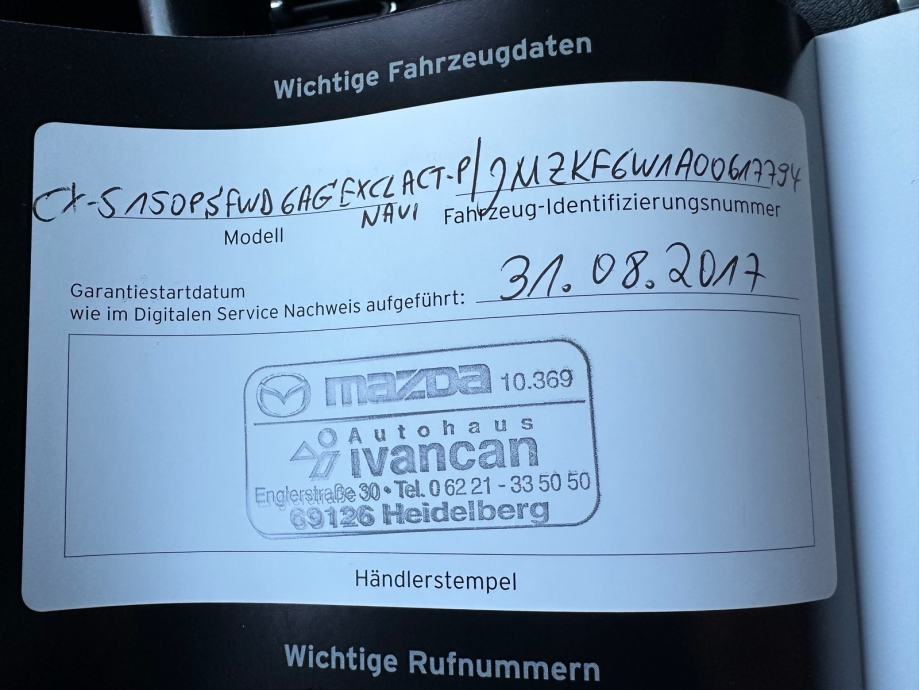 Wichtige Fahrzeugdaten
CX-5 150PS FWD 6AG EXCL ACT-P/ JMZKF6W1A00617794
NAVI
Modell Fahrzeug-Identifizierungsnummer
Garantiestartdatum
wie im Digitalen Service Nachweis aufgeführt: 31.08.2017
mazda 10.369
Autohaus
ivancan
Englerstraße 30 • Tel. 0 62 21 - 33 50 50
69126 Heidelberg
Händlerstempel
Wichtige Rufnummern